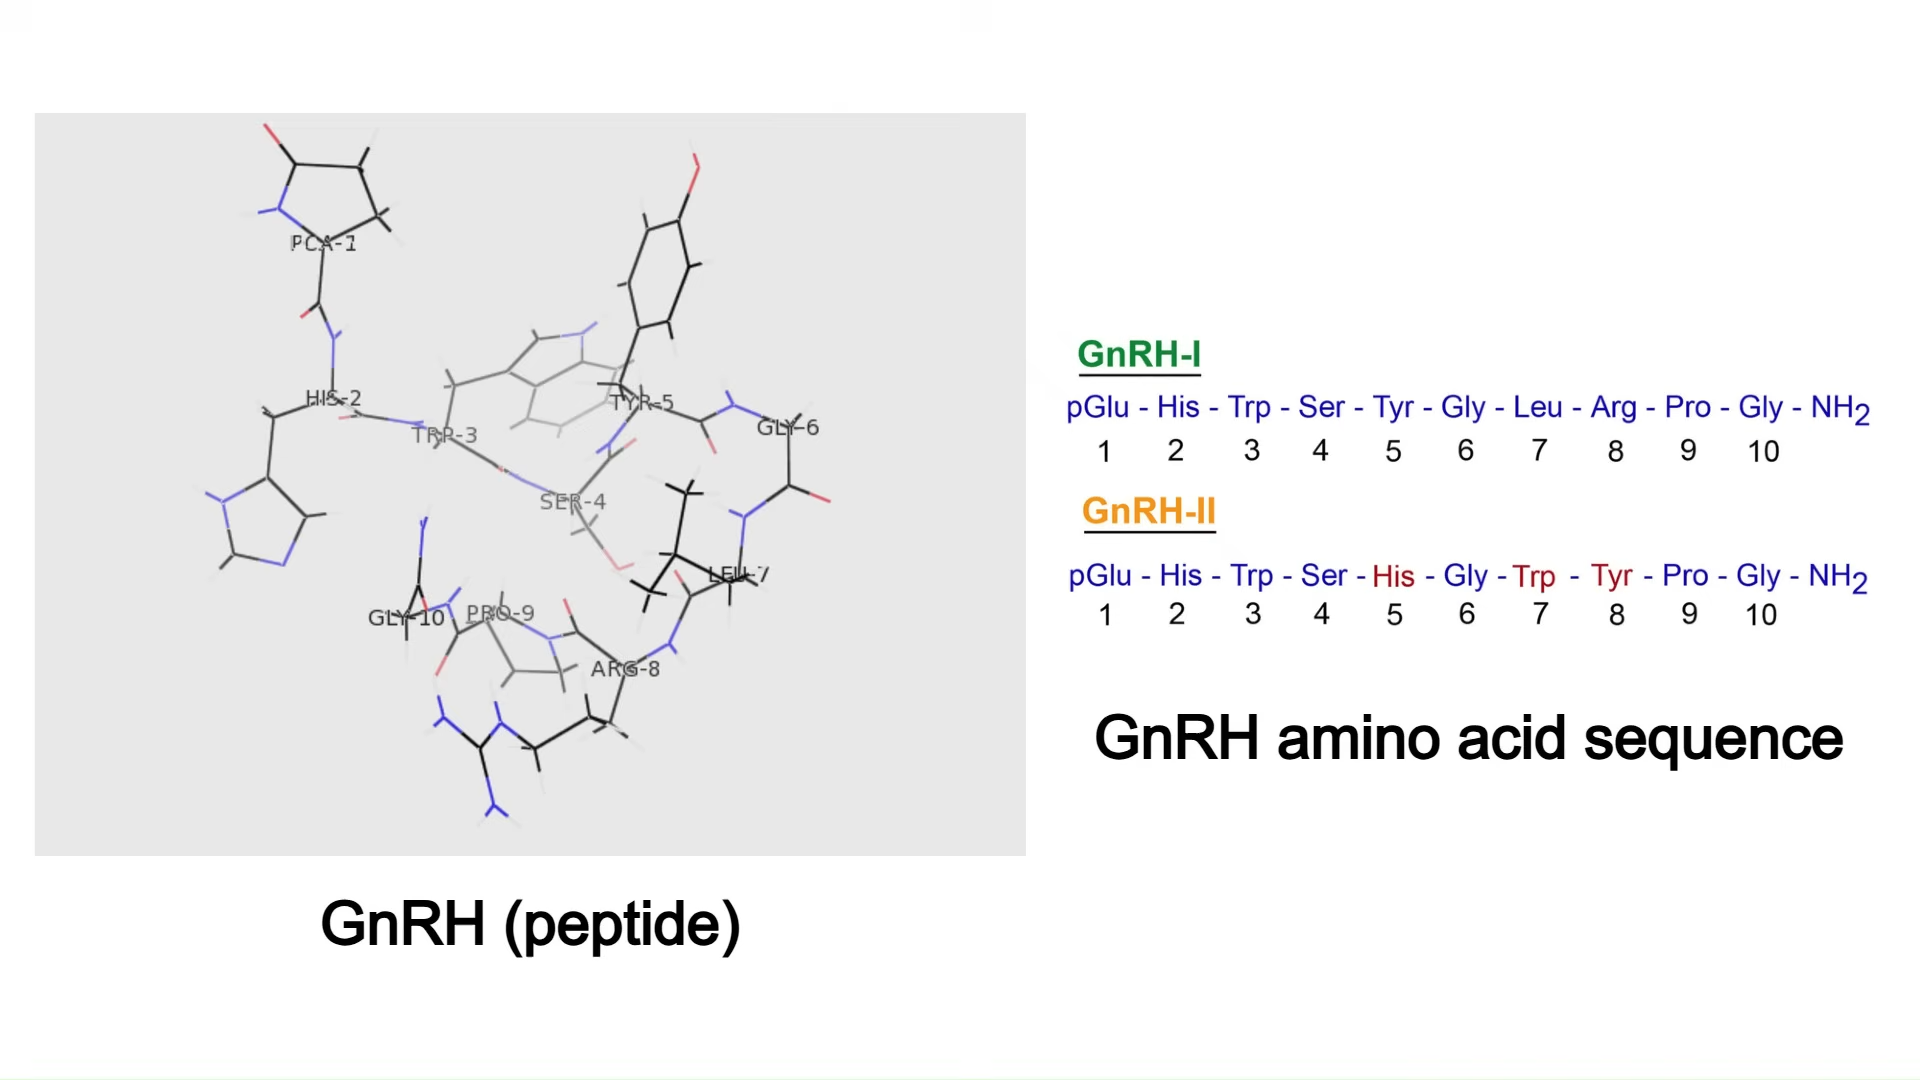 PCA-1
HIS-2
TRP-3
TYR-5
GLY-6
SER-4
LEU-7
GLY-10
PRO-9
ARG-8
GnRH (peptide)
GnRH-I
pGlu - His - Trp - Ser - Tyr - Gly - Leu - Arg - Pro - Gly - NH2
1 2 3 4 5 6 7 8 9 10
GnRH-II
pGlu - His - Trp - Ser - His - Gly - Trp - Tyr - Pro - Gly - NH2
1 2 3 4 5 6 7 8 9 10
GnRH amino acid sequence